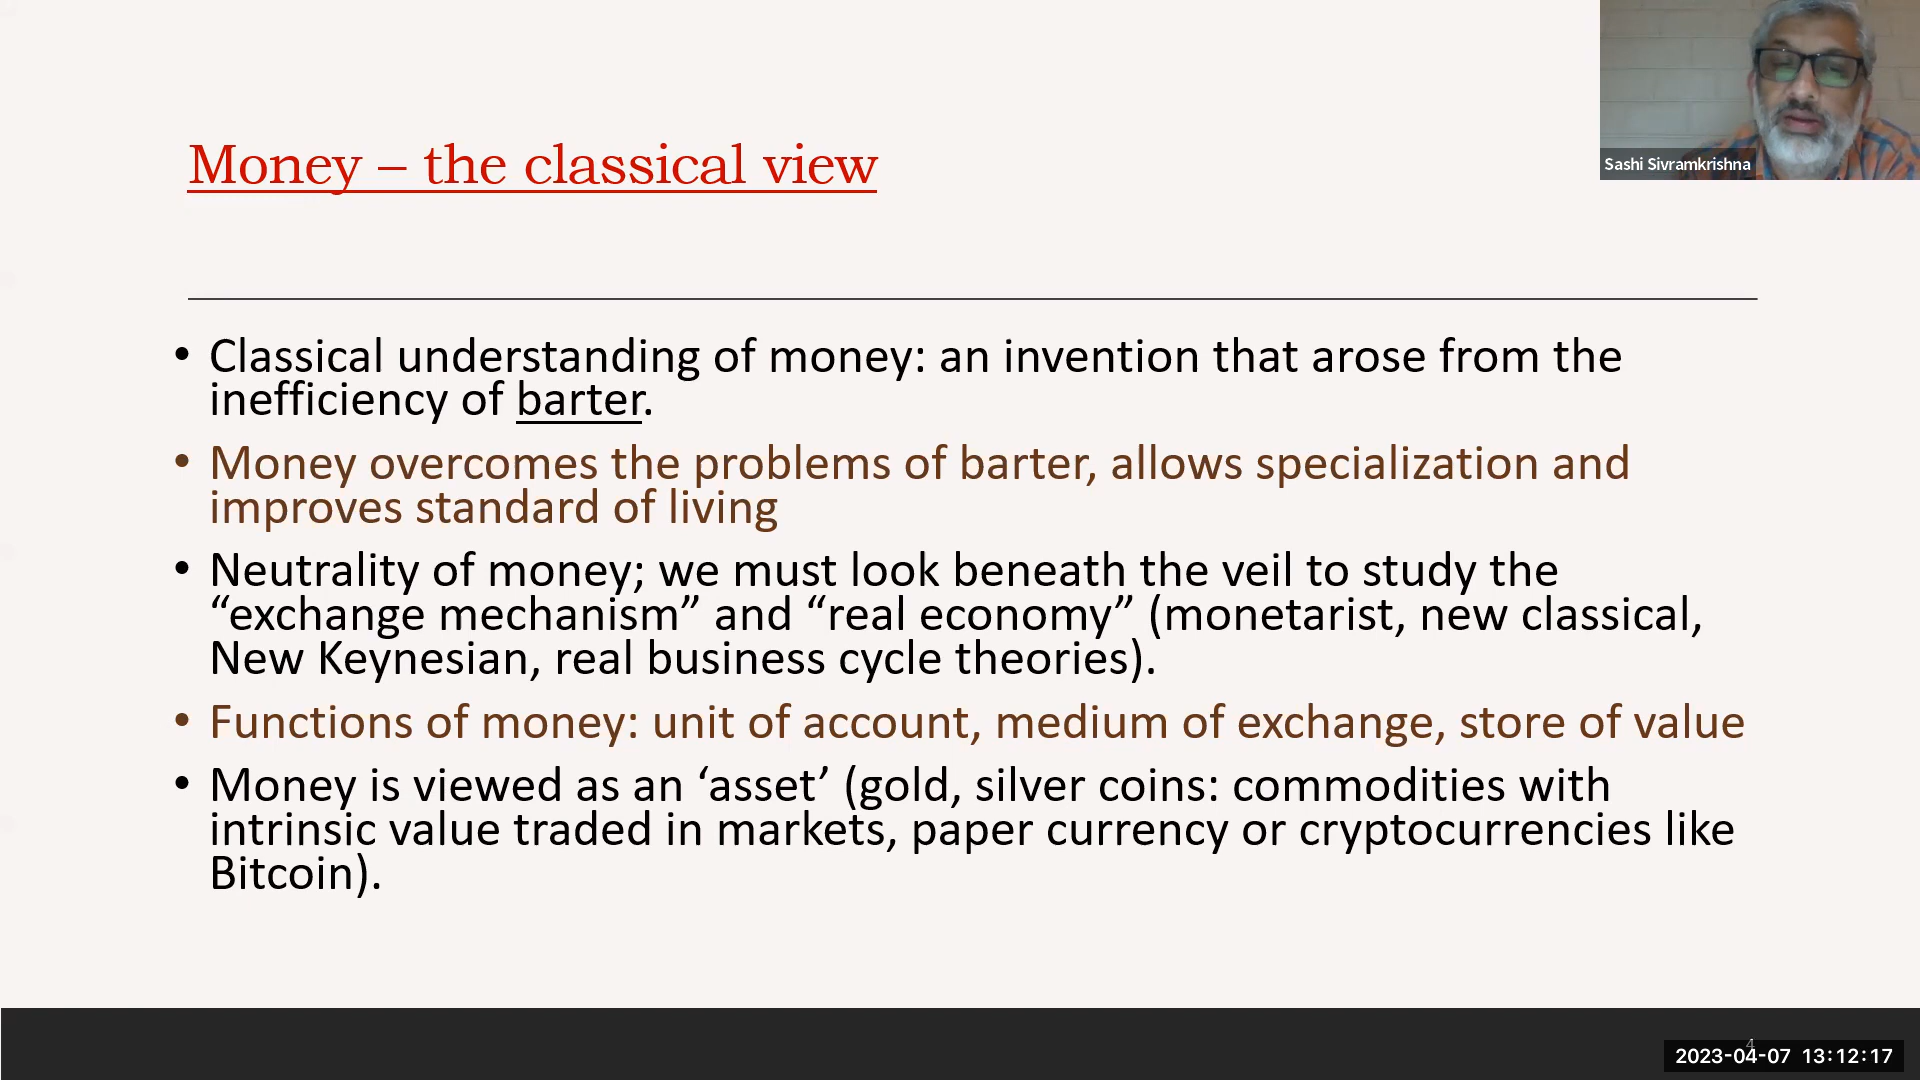 Sashi Sivramkrishna
Money – the classical view
• Classical understanding of money: an invention that arose from the
inefficiency of barter.
• Money overcomes the problems of barter, allows specialization and
improves standard of living
• Neutrality of money; we must look beneath the veil to study the
“exchange mechanism” and “real economy” (monetarist, new classical,
New Keynesian, real business cycle theories).
• Functions of money: unit of account, medium of exchange, store of value
• Money is viewed as an ‘asset’ (gold, silver coins: commodities with
intrinsic value traded in markets, paper currency or cryptocurrencies like
Bitcoin).
4
2023-04-07 13:12:17